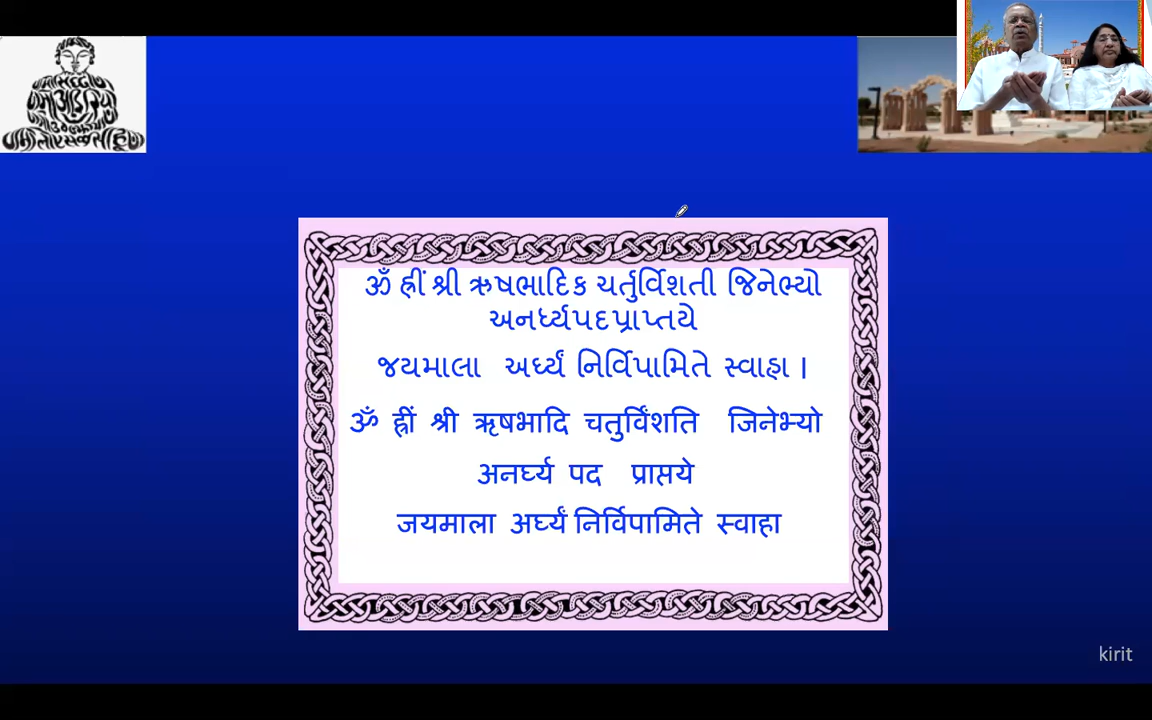 ૐ હ્રીં શ્રી ઋષભાદિક ચર્તુર્વિશતી જિનેભ્યો
અનર્ધ્યપદપ્રાપ્તયે
જયમાલા અર્ધ્યં નિર્વિપામિતે સ્વાહા |
ॐ ह्रीं श्री ऋषभादि चतुर्विंशति जिनेभ्यो
अनर्घ्य पद प्राप्तये
जयमाला अर्घ्यं निर्विपामिते स्वाहा
kirit